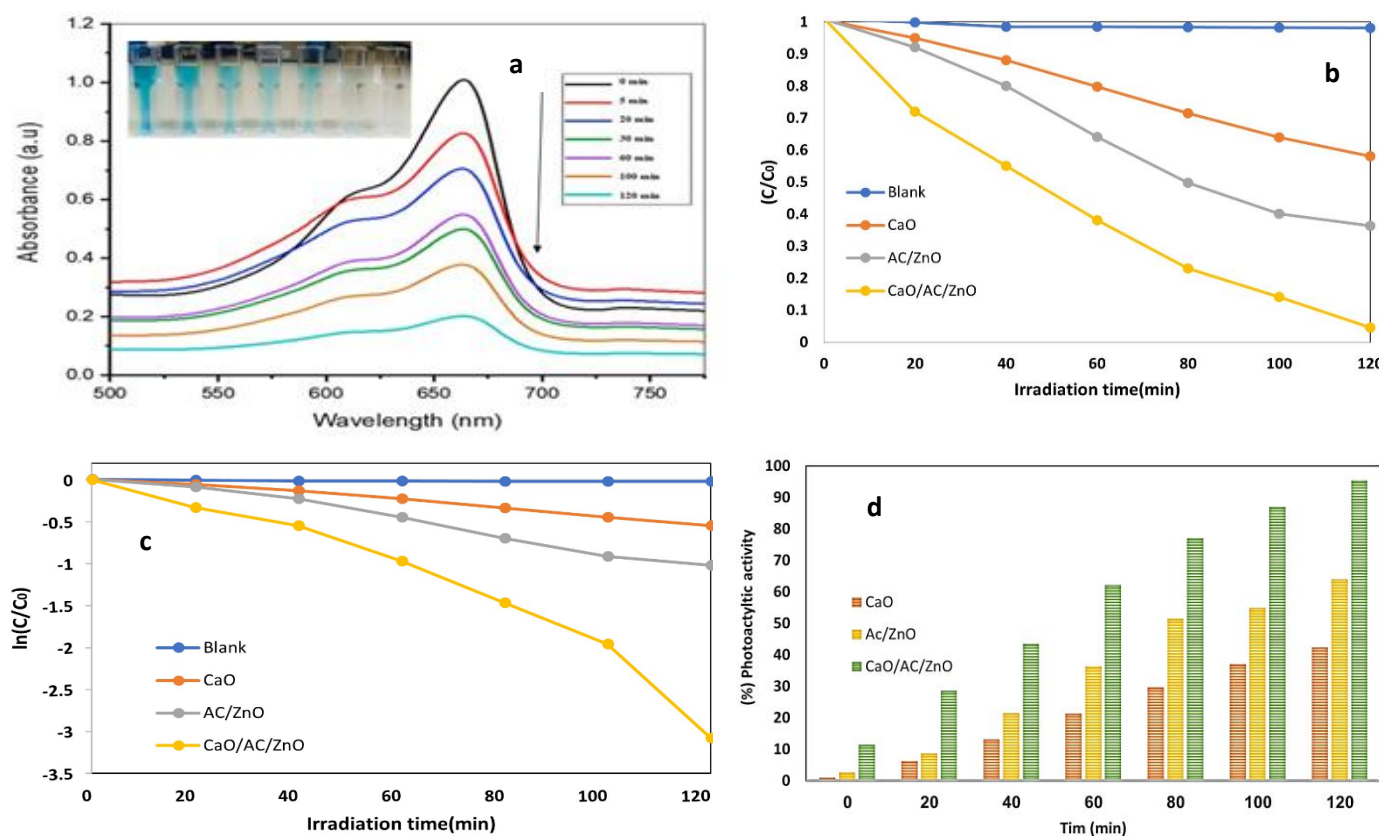 1.2
1.0
0.8
0.6
0.4
0.2
0.0
Absorbance (a.u)
a
0 min
5 min
20 min
30 min
60 min
100 min
120 min
500 550 600 650 700 750
Wavelength (nm)
1
0.9
0.8
0.7
0.6
0.5
0.4
0.3
0.2
0.1
0
(C/C0)
b
Blank
CaO
AC/ZnO
CaO/AC/ZnO
0 20 40 60 80 100 120
Irradiation time(min)
0
-0.5
-1
-1.5
-2
-2.5
-3
-3.5
ln(C/C0)
c
Blank
CaO
AC/ZnO
CaO/AC/ZnO
0 20 40 60 80 100 120
Irradiation time(min)
100
90
80
70
60
50
40
30
20
10
0
(%) Photoactyltic activity
d
CaO
Ac/ZnO
CaO/AC/ZnO
0 20 40 60 80 100 120
Tim (min)